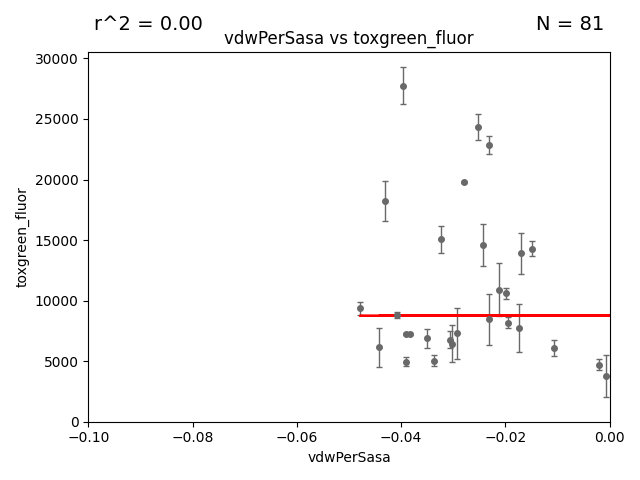 r^2 = 0.00
N = 81
vdwPerSasa vs toxgreen_fluor
30000
25000
20000
15000
10000
5000
0
toxgreen_fluor
−0.10
−0.08
−0.06
−0.04
−0.02
0.00
vdwPerSasa